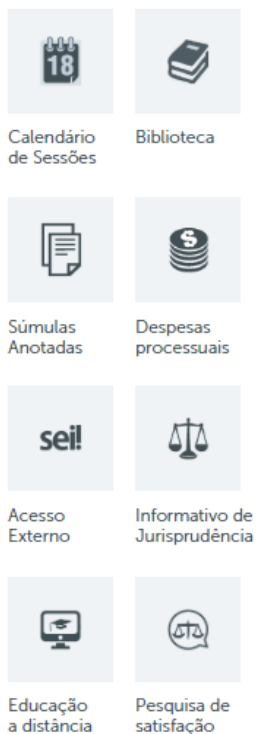 18
Calendário
de Sessões
Biblioteca
Súmulas
Anotadas
$
Despesas
processuais
sei!
Acesso
Externo
Informativo de
Jurisprudência
Educação
a distância
Pesquisa de
satisfação